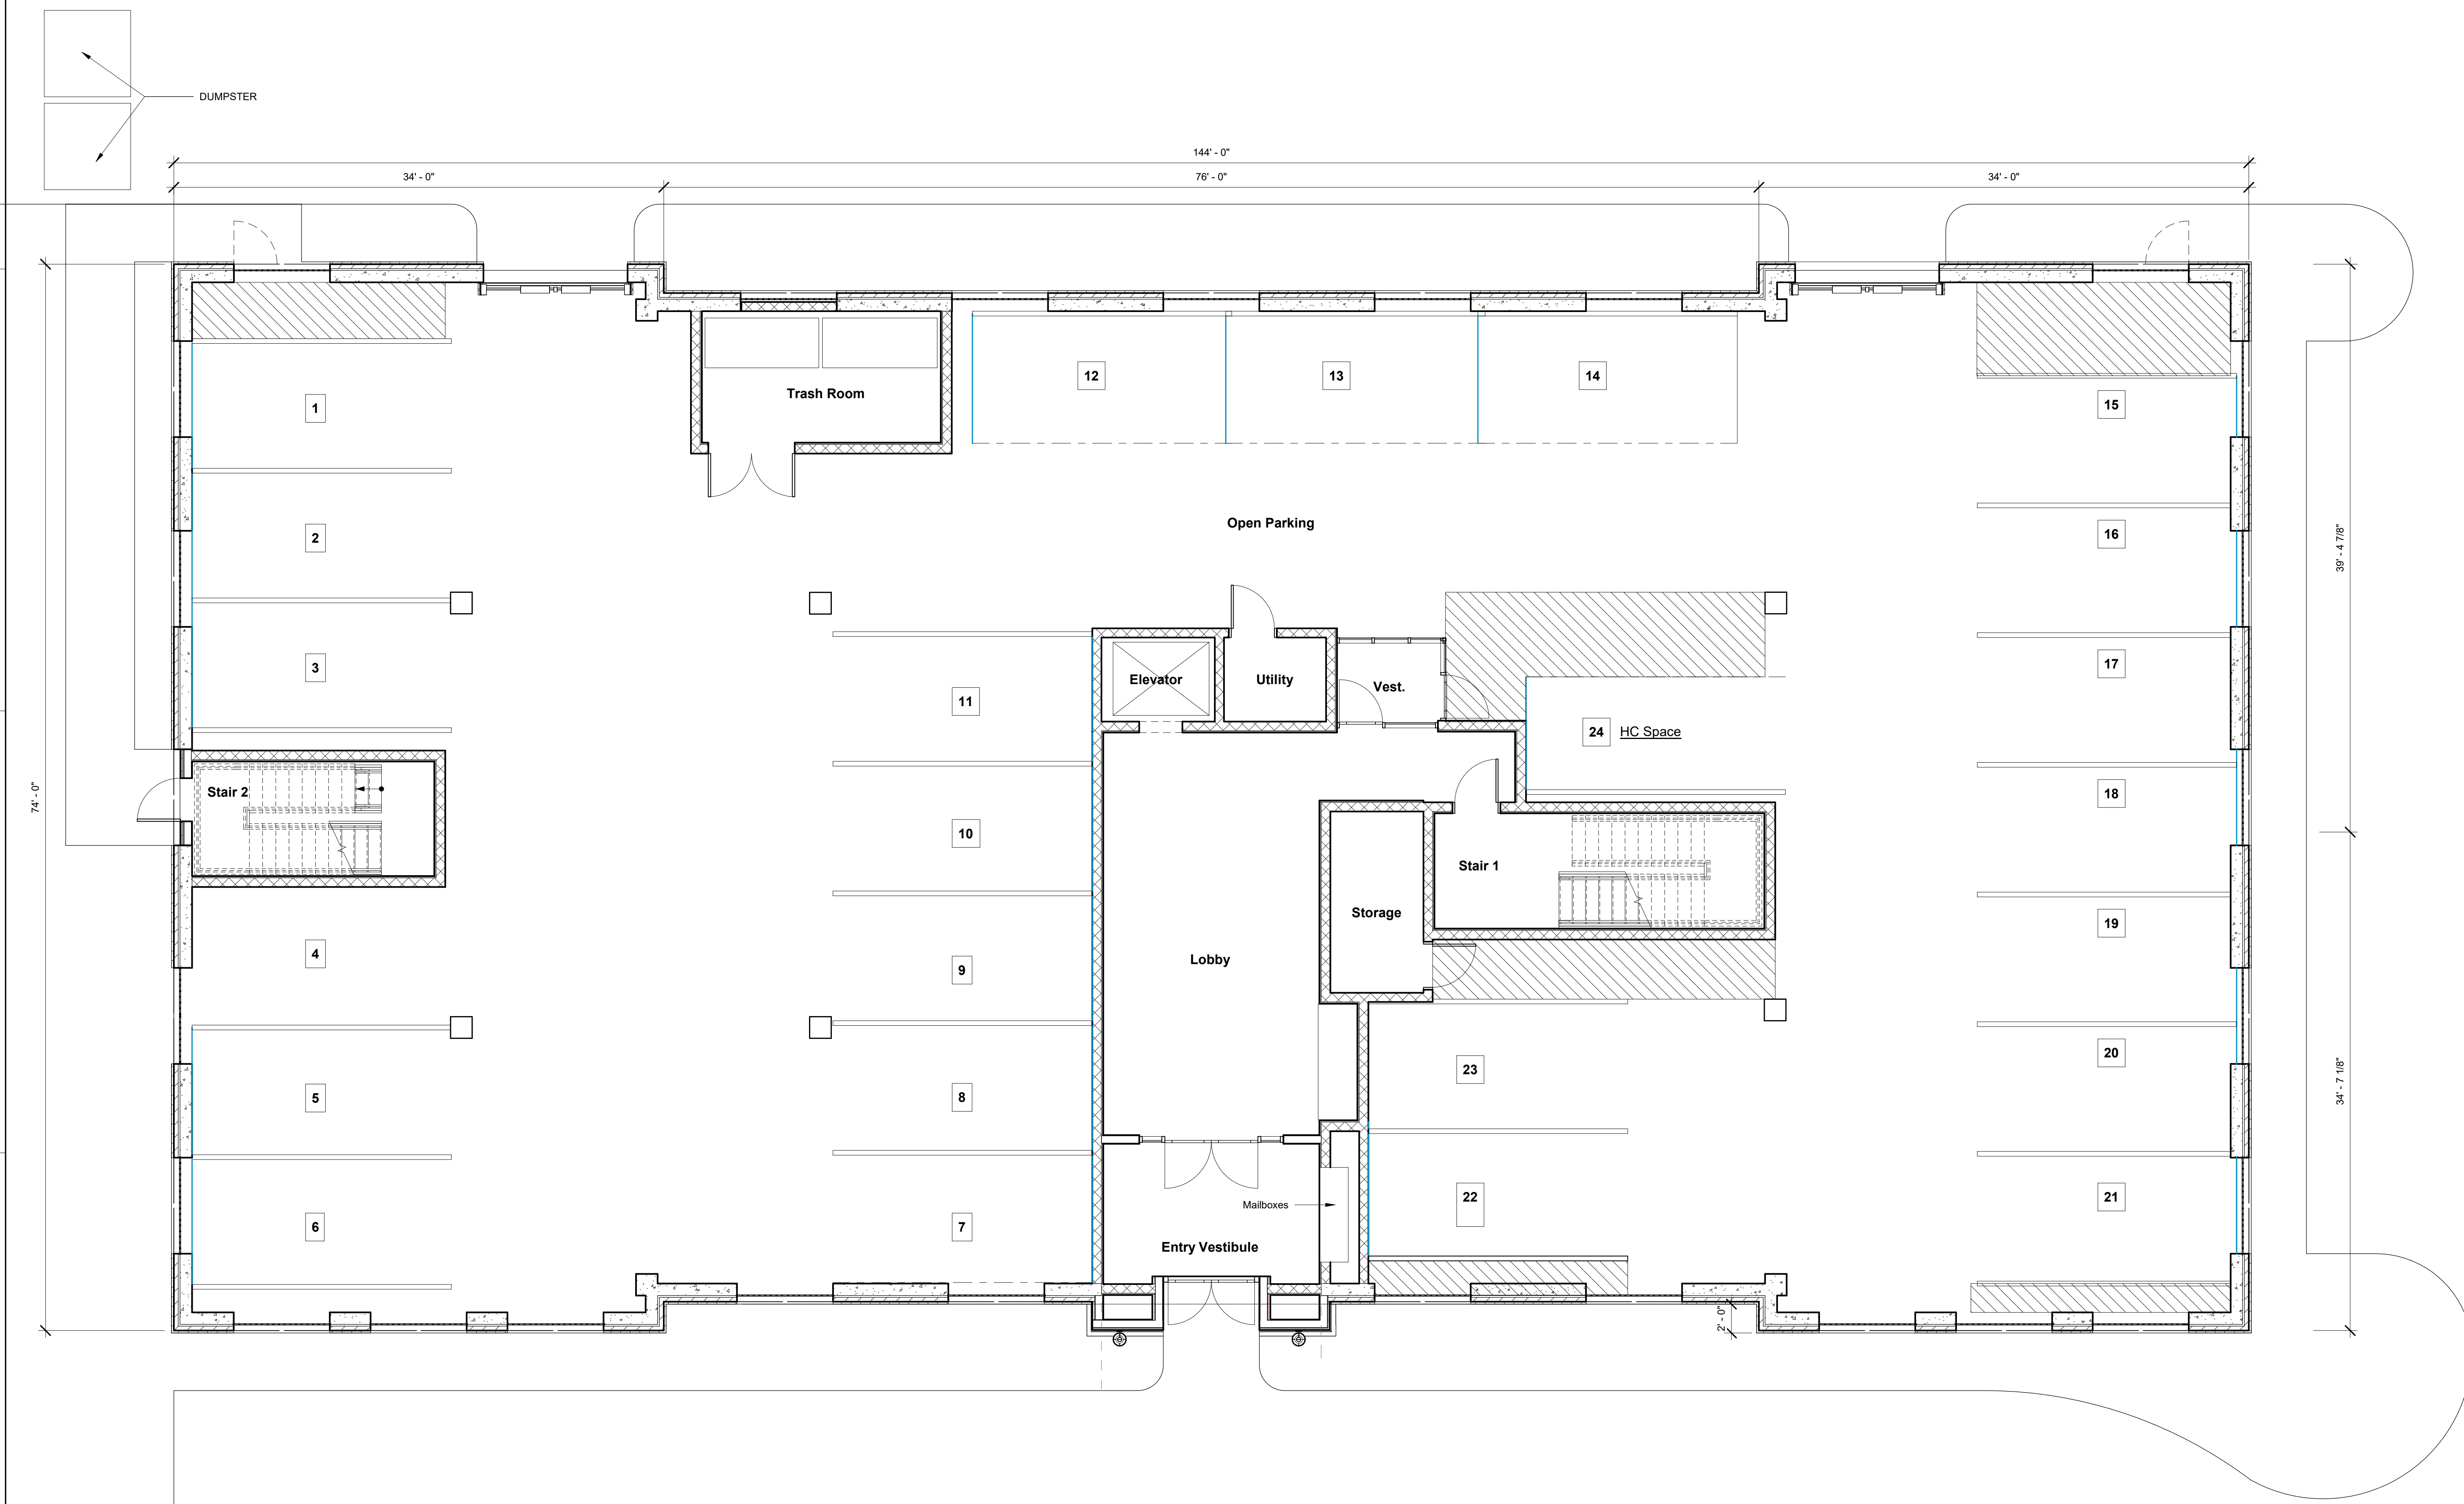 DUMPSTER
144' - 0"
34' - 0"
76' - 0"
34' - 0"
12
13
14
Trash Room
1
15
Open Parking
2
16
39' - 4 7/8"
3
17
Elevator
Utility
Vest.
11
24
HC Space
Stair 2
18
74' - 0"
10
Stair 1
Storage
19
4
Lobby
9
20
23
5
8
34' - 7 1/8"
22
21
Mailboxes
6
7
Entry Vestibule
2' - 0"